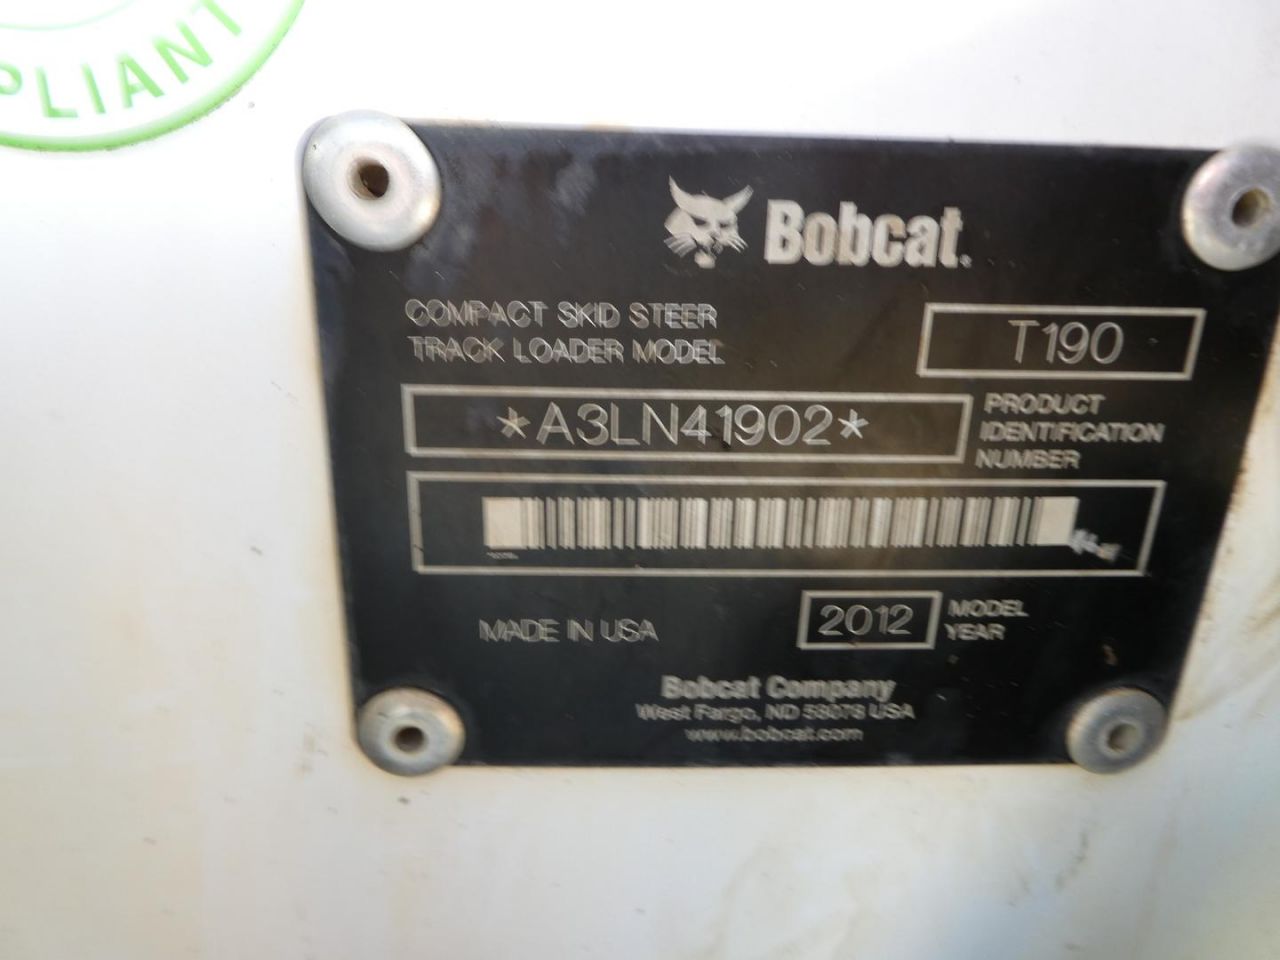 PLIANT
Bobcat.
COMPACT SKID STEER
TRACK LOADER MODEL
T190
*A3LN41902*
PRODUCT
IDENTIFICATION
NUMBER
MADE IN USA
2012
MODEL
YEAR
Bobcat Company
West Fargo, ND 58078 USA
www.bobcat.com